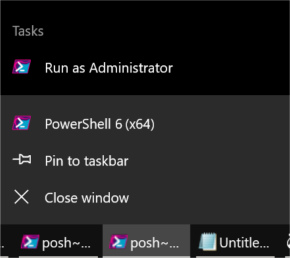 Tasks
Run as Administrator
PowerShell 6 (x64)
Pin to taskbar
Close window
. posh~... posh~... Untitle...